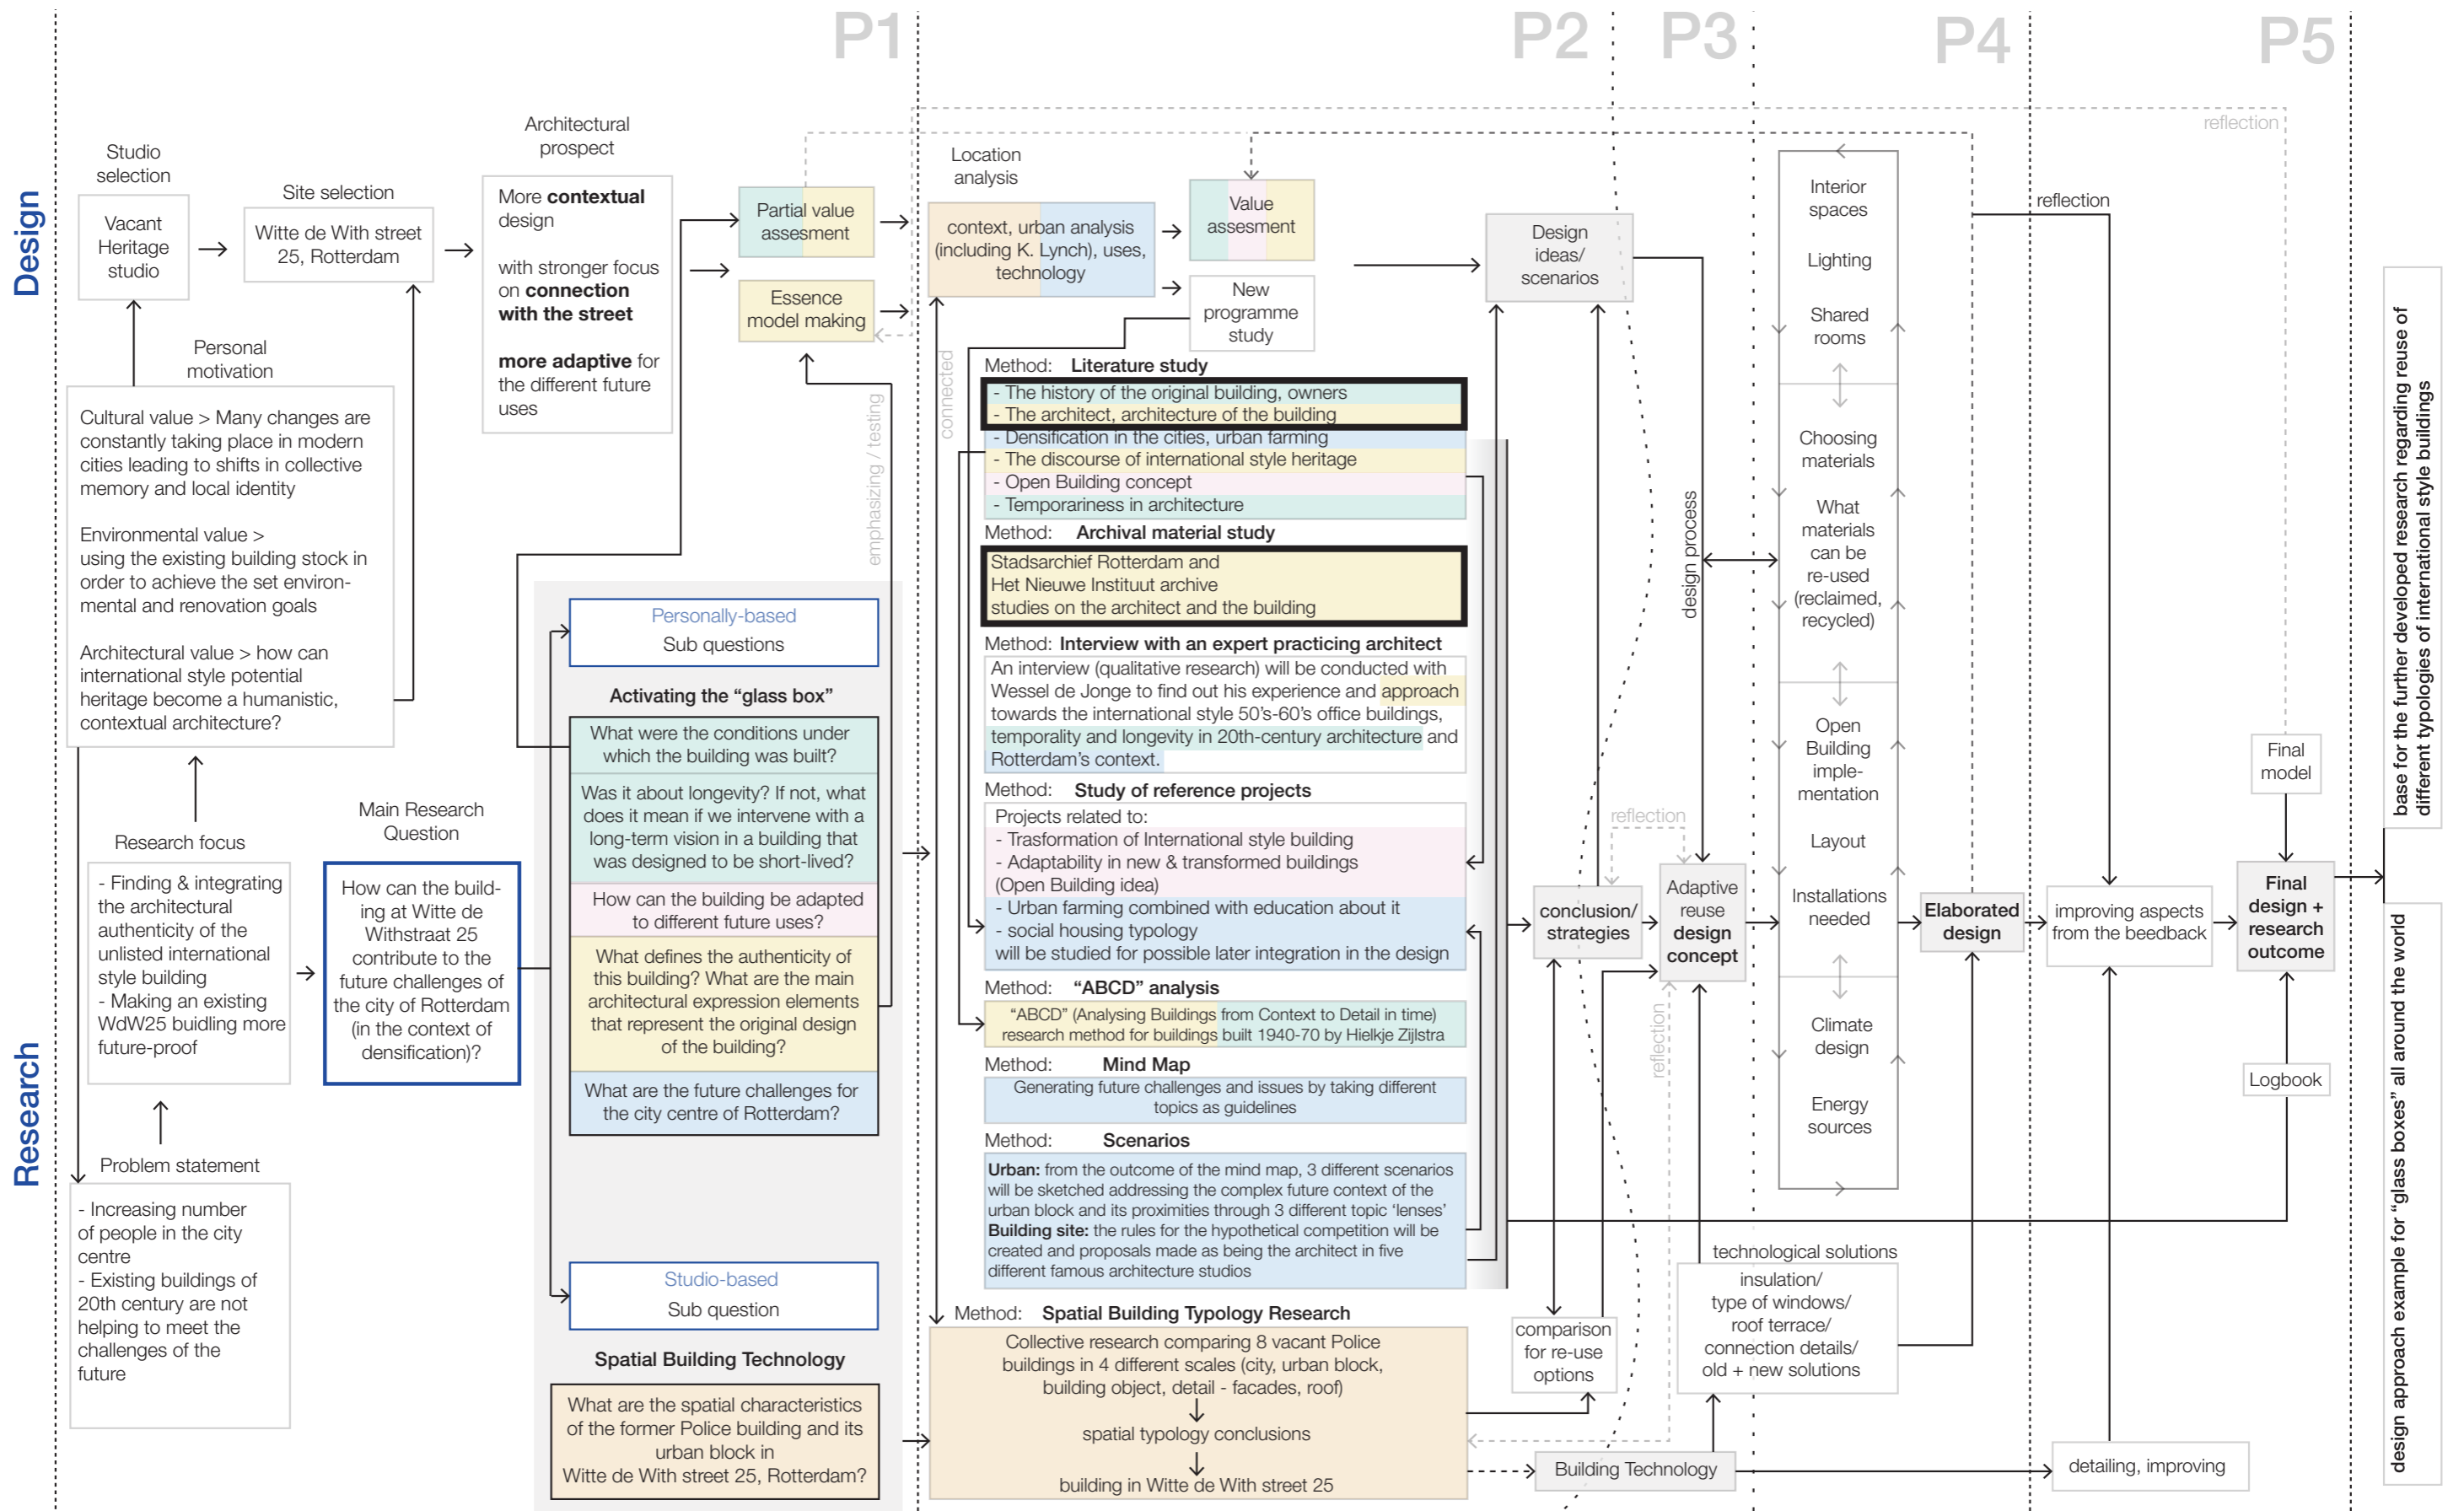 P1
P2
P3
P4
P5
Design
Research
Studio
selection
Vacant
Heritage
studio
Site selection
Witte de With street
25, Rotterdam
Architectural
prospect
More contextual
design
with stronger focus
on connection
with the street
more adaptive for
the different future
uses
Partial value
assesment
Essence
model making
Personal
motivation
Cultural value > Many changes are
constantly taking place in modern
cities leading to shifts in collective
memory and local identity
Environmental value >
using the existing building stock in
order to achieve the set environ-
mental and renovation goals
Architectural value > how can
international style potential
heritage become a humanistic,
contextual architecture?
Research focus
- Finding & integrating
the architectural
authenticity of the
unlisted international
style building
- Making an existing
WdW25 buidling more
future-proof
Problem statement
- Increasing number
of people in the city
centre
- Existing buildings of
20th century are not
helping to meet the
challenges of the
future
Main Research
Question
How can the build-
ing at Witte de
Withstraat 25
contribute to the
future challenges of
the city of Rotterdam
(in the context of
densification)?
emphasizing / testing
Personally-based
Sub questions
Activating the “glass box”
What were the conditions under
which the building was built?
Was it about longevity? If not, what
does it mean if we intervene with a
long-term vision in a building that
was designed to be short-lived?
How can the building be adapted
to different future uses?
What defines the authenticity of
this building? What are the main
architectural expression elements
that represent the original design
of the building?
What are the future challenges for
the city centre of Rotterdam?
Studio-based
Sub question
Spatial Building Technology
What are the spatial characteristics
of the former Police building and its
urban block in
Witte de With street 25, Rotterdam?
Location
analysis
context, urban analysis
(including K. Lynch), uses,
technology
Value
assesment
New
programme
study
connected
Method: Literature study
- The history of the original building, owners
- The architect, architecture of the building
- Densification in the cities, urban farming
- The discourse of international style heritage
- Open Building concept
- Temporariness in architecture
Method: Archival material study
Stadsarchief Rotterdam and
Het Nieuwe Instituut archive
studies on the architect and the building
Method: Interview with an expert practicing architect
An interview (qualitative research) will be conducted with
Wessel de Jonge to find out his experience and approach
towards the international style 50's-60's office buildings,
temporality and longevity in 20th-century architecture and
Rotterdam's context.
Method: Study of reference projects
Projects related to:
- Trasformation of International style building
- Adaptability in new & transformed buildings
(Open Building idea)
- Urban farming combined with education about it
- social housing typology
will be studied for possible later integration in the design
Method: “ABCD” analysis
“ABCD” (Analysing Buildings from Context to Detail in time)
research method for buildings built 1940-70 by Hielkje Zijlstra
Method: Mind Map
Generating future challenges and issues by taking different
topics as guidelines
Method: Scenarios
Urban: from the outcome of the mind map, 3 different scenarios
will be sketched addressing the complex future context of the
urban block and its proximities through 3 different topic ‘lenses’
Building site: the rules for the hypothetical competition will be
created and proposals made as being the architect in five
different famous architecture studios
Method: Spatial Building Typology Research
Collective research comparing 8 vacant Police
buildings in 4 different scales (city, urban block,
building object, detail - facades, roof)
spatial typology conclusions
building in Witte de With street 25
Design
ideas/
scenarios
design process
reflection
conclusion/
strategies
Adaptive
reuse
design
concept
reflection
comparison
for re-use
options
technological solutions
insulation/
type of windows/
roof terrace/
connection details/
old + new solutions
Building Technology
Interior
spaces
Lighting
Shared
rooms
Choosing
materials
What
materials
can be
re-used
(reclaimed,
recycled)
Open
Building
imple-
mentation
Layout
Installations
needed
Climate
design
Energy
sources
Elaborated
design
reflection
improving aspects
from the beedback
detailing, improving
reflection
Final
model
Final
design +
research
outcome
Logbook
base for the further developed research regarding reuse of
different typologies of international style buildings
design approach example for “glass boxes” all around the world